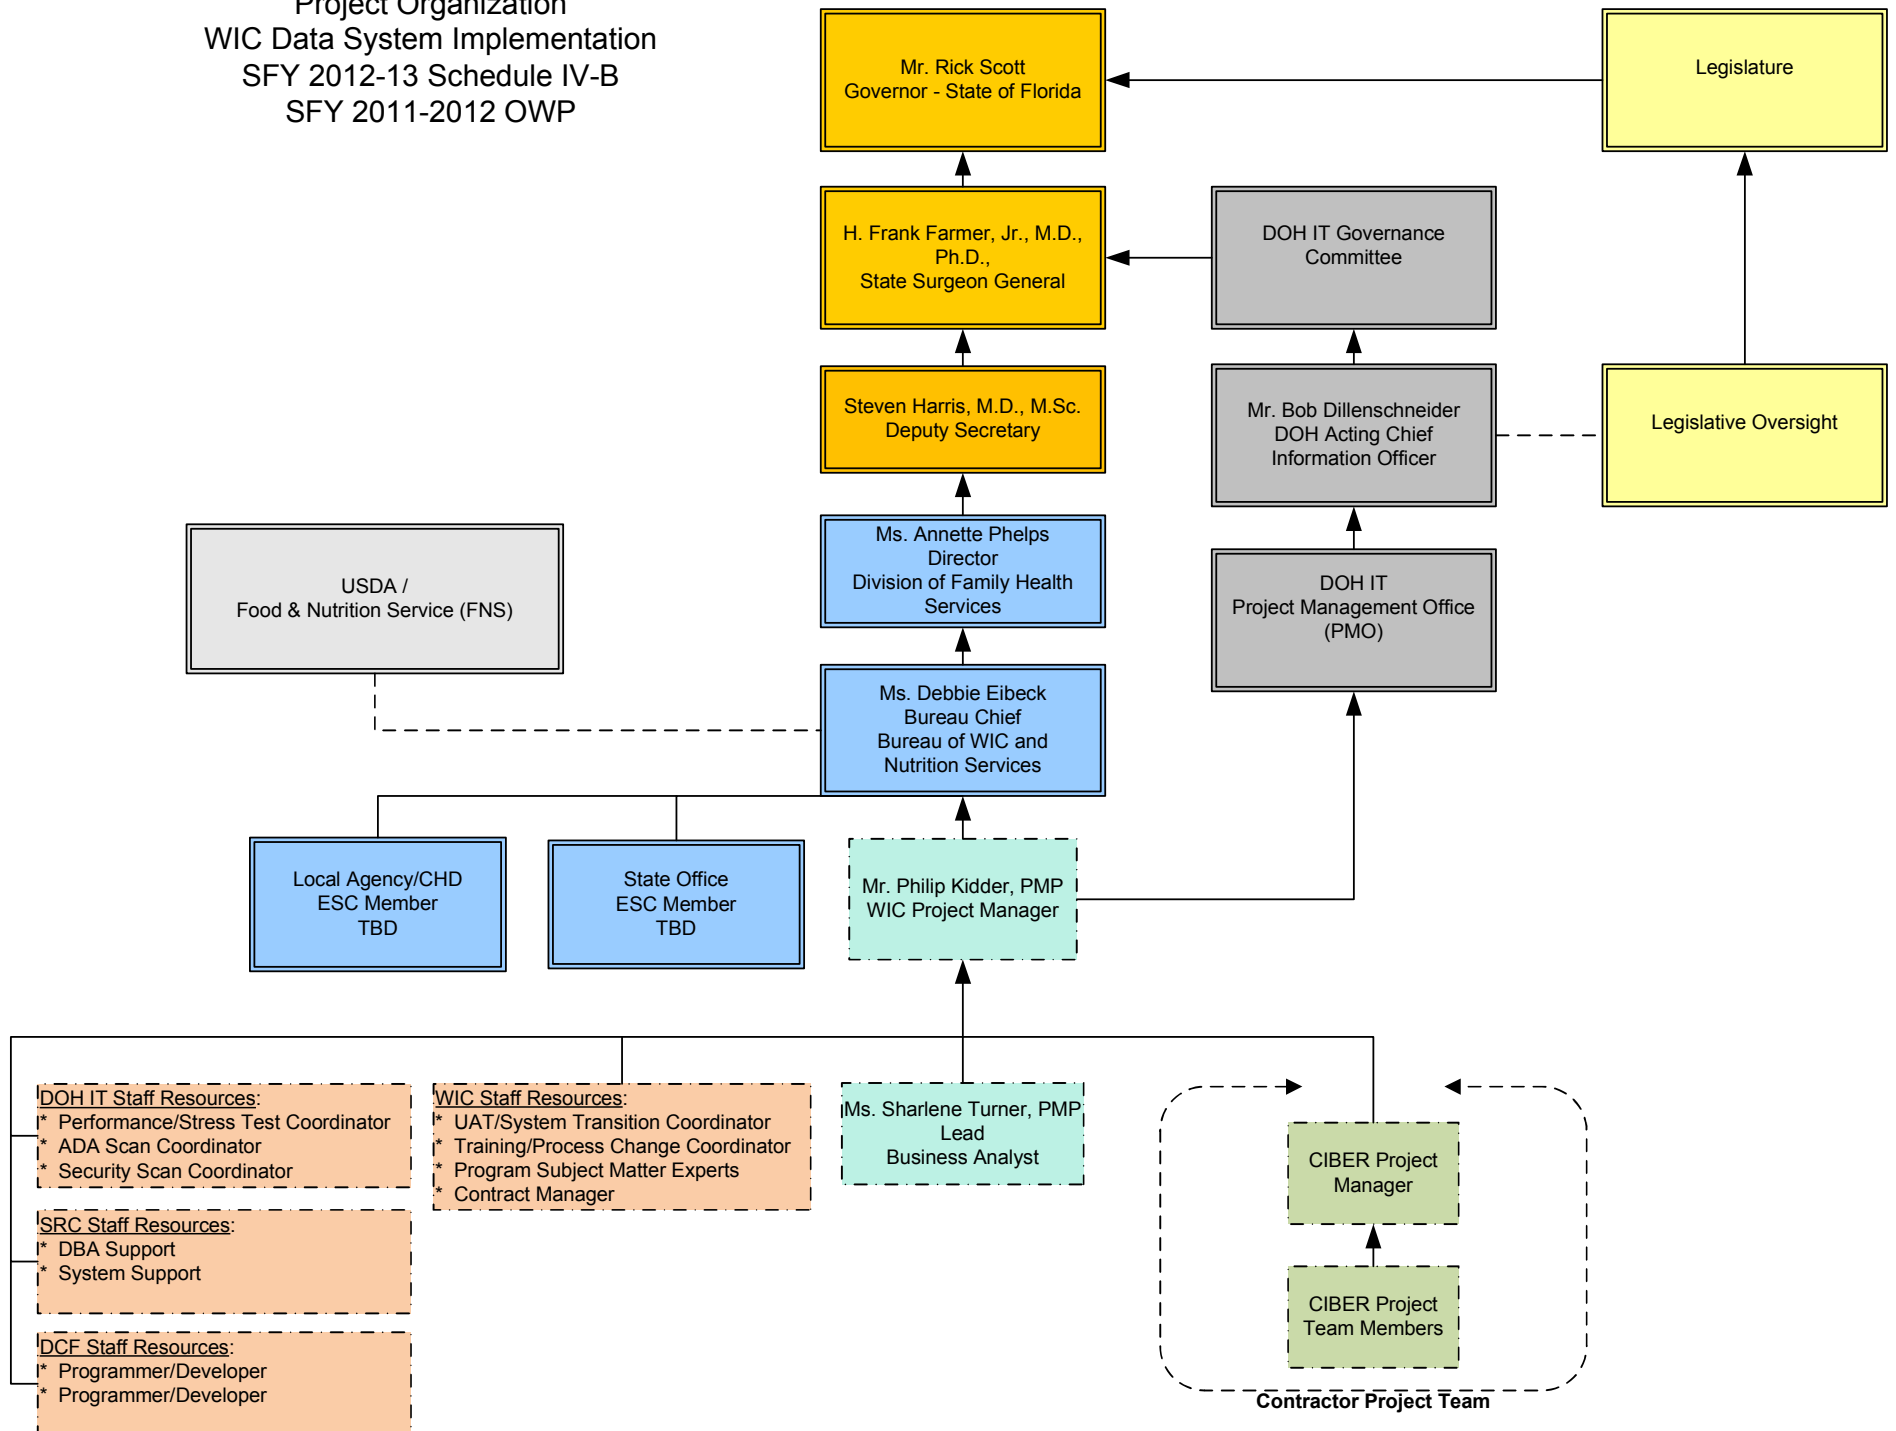 Project Organization
WIC Data System Implementation
SFY 2012-13 Schedule IV-B
SFY 2011-2012 OWP
Mr. Rick Scott
Governor - State of Florida
Legislature
H. Frank Farmer, Jr., M.D.,
Ph.D.,
State Surgeon General
DOH IT Governance
Committee
Steven Harris, M.D., M.Sc.
Deputy Secretary
Mr. Bob Dillenschneider
DOH Acting Chief
Information Officer
Legislative Oversight
Ms. Annette Phelps
Director
Division of Family Health
Services
USDA /
Food & Nutrition Service (FNS)
DOH IT
Project Management Office
(PMO)
Ms. Debbie Eibeck
Bureau Chief
Bureau of WIC and
Nutrition Services
Local Agency/CHD
ESC Member
TBD
State Office
ESC Member
TBD
Mr. Philip Kidder, PMP
WIC Project Manager
DOH IT Staff Resources:
* Performance/Stress Test Coordinator
* ADA Scan Coordinator
* Security Scan Coordinator
WIC Staff Resources:
* UAT/System Transition Coordinator
* Training/Process Change Coordinator
* Program Subject Matter Experts
* Contract Manager
Ms. Sharlene Turner, PMP
Lead
Business Analyst
CIBER Project
Manager
SRC Staff Resources:
* DBA Support
* System Support
CIBER Project
Team Members
DCF Staff Resources:
* Programmer/Developer
* Programmer/Developer
Contractor Project Team